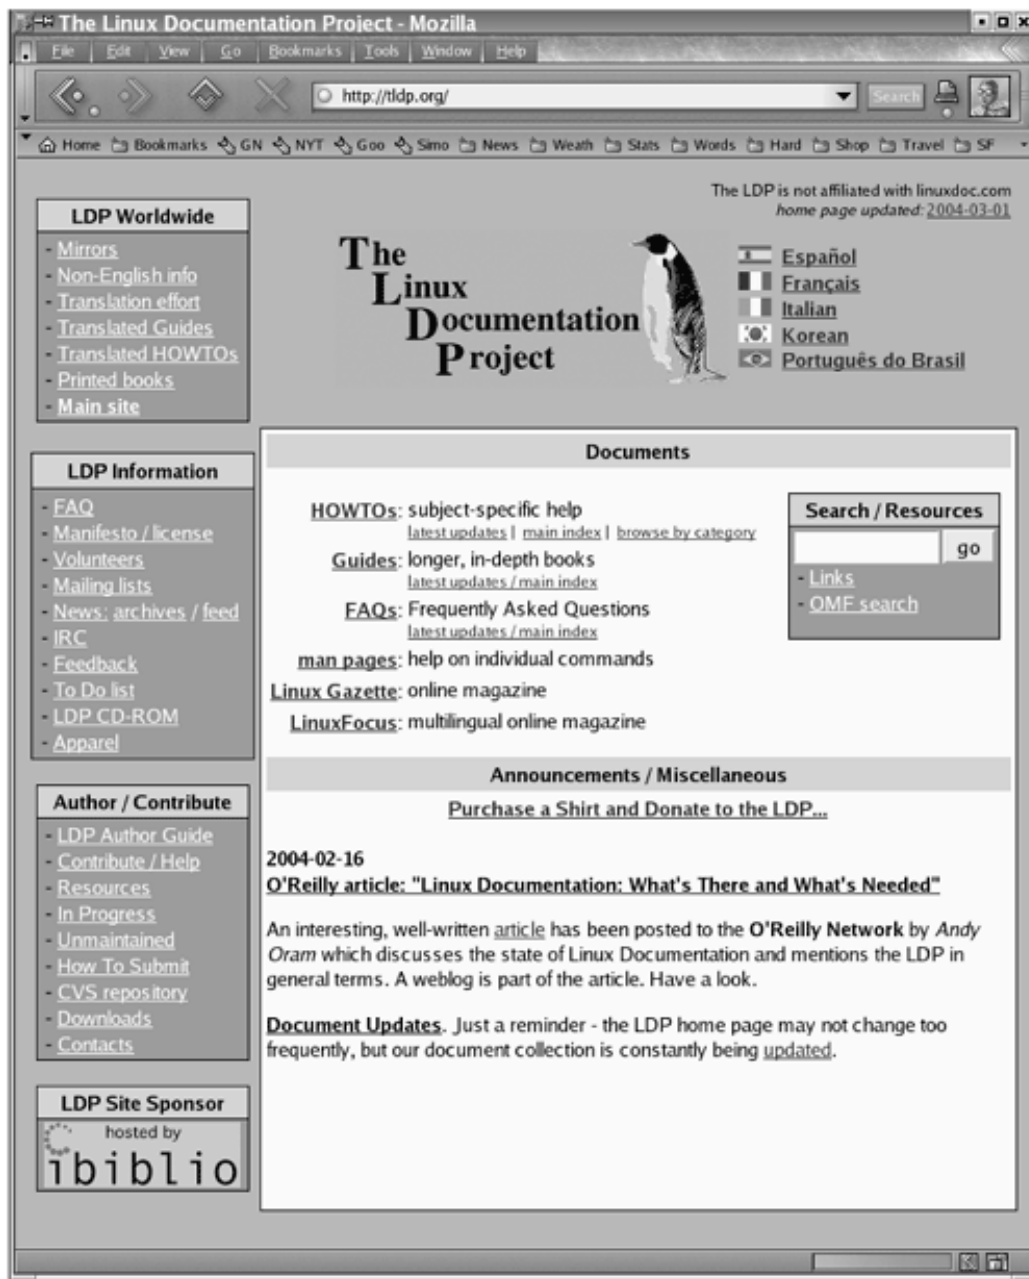 The Linux Documentation Project - Mozilla
File Edit View Go Bookmarks Tools Window Help
http://tldp.org/
Search
Home Bookmarks GN NYT Goo Simo News Weath Stats Words Hard Shop Travel SF
The LDP is not affiliated with linuxdoc.com
home page updated: 2004-03-01
LDP Worldwide
- Mirrors
- Non-English info
- Translation effort
- Translated Guides
- Translated HOWTOs
- Printed books
- Main site
The
Linux
Documentation
Project
Español
Français
Italian
Korean
Português do Brasil
LDP Information
- FAQ
- Manifesto / license
- Volunteers
- Mailing lists
- News: archives / feed
- IRC
- Feedback
- To Do list
- LDP CD-ROM
- Apparel
Author / Contribute
- LDP Author Guide
- Contribute / Help
- Resources
- In Progress
- Unmaintained
- How To Submit
- CVS repository
- Downloads
- Contacts
LDP Site Sponsor
hosted by
ibiblio
Documents
HOWTOs: subject-specific help
latest updates | main index | browse by category
Guides: longer, in-depth books
latest updates / main index
FAQs: Frequently Asked Questions
latest updates / main index
man pages: help on individual commands
Linux Gazette: online magazine
LinuxFocus: multilingual online magazine
Search / Resources
go
- Links
- OMF search
Announcements / Miscellaneous
Purchase a Shirt and Donate to the LDP...
2004-02-16
O'Reilly article: "Linux Documentation: What's There and What's Needed"
An interesting, well-written article has been posted to the O'Reilly Network by Andy
Oram which discusses the state of Linux Documentation and mentions the LDP in
general terms. A weblog is part of the article. Have a look.
Document Updates. Just a reminder - the LDP home page may not change too
frequently, but our document collection is constantly being updated.